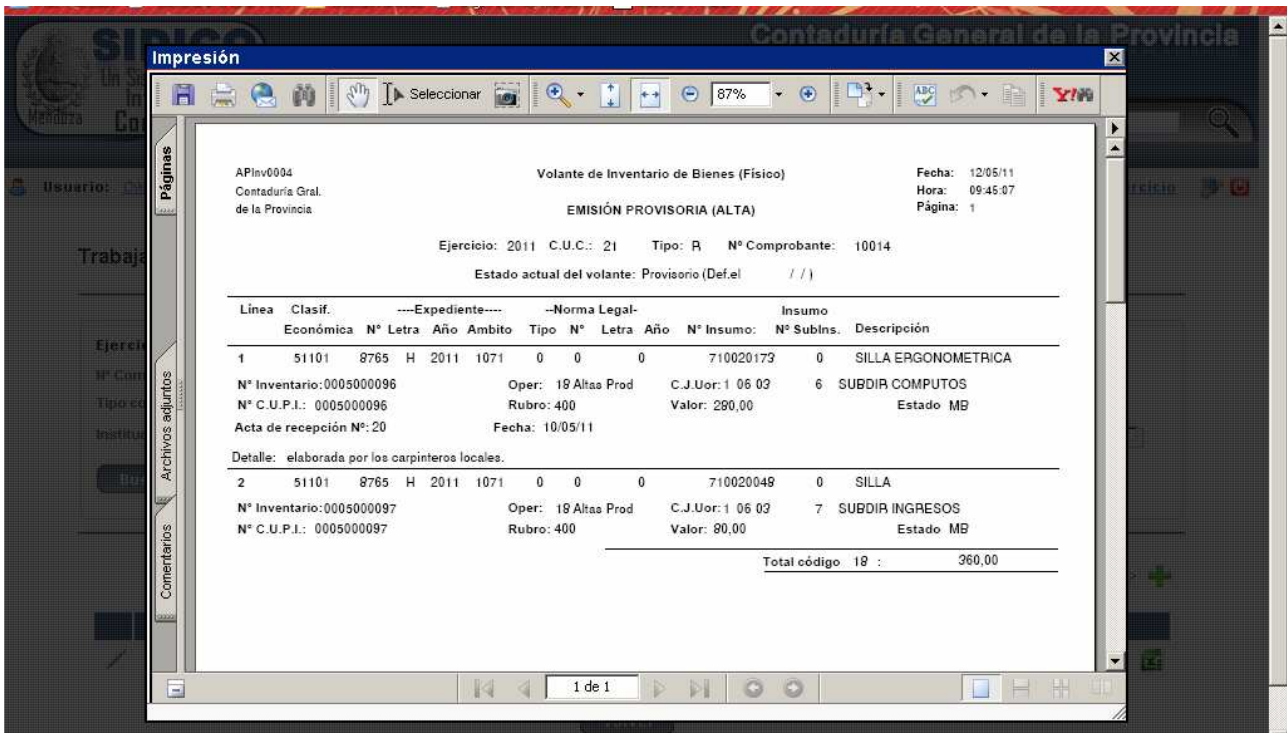 SIDICO
Contaduría General de la Provincia
Un S
In
Co
Mendoza
Usuario:
Trabaj
Impresión
Seleccionar
87%
Páginas
Archivos adjuntos
Comentarios
APInv0004
Volante de Inventario de Bienes (Físico)
Fecha: 12/05/11
Contaduría Gral.
Hora: 09:45:07
de la Provincia
EMISIÓN PROVISORIA (ALTA)
Página: 1
Ejercicio: 2011 C.U.C.: 21 Tipo: R Nº Comprobante: 10014
Estado actual del volante: Provisorio (Def.el / / )
Línea Clasif. ----Expediente---- --Norma Legal- Insumo
Económica Nº Letra Año Ambito Tipo Nº Letra Año Nº Insumo: Nº SubIns. Descripción
1 51101 8765 H 2011 1071 0 0 0 710020173 0 SILLA ERGONOMETRICA
Nº Inventario:0005000096 Oper: 18 Altas Prod C.J.Uor: 1 06 03 6 SUBDIR COMPUTOS
Nº C.U.P.I.: 0005000096 Rubro: 400 Valor: 280,00 Estado MB
Acta de recepción Nº: 20 Fecha: 10/05/11
Detalle: elaborada por los carpinteros locales.
2 51101 8765 H 2011 1071 0 0 0 710020048 0 SILLA
Nº Inventario:0005000097 Oper: 18 Altas Prod C.J.Uor: 1 06 03 7 SUBDIR INGRESOS
Nº C.U.P.I.: 0005000097 Rubro: 400 Valor: 80,00 Estado MB
Total código 18 : 360,00
1 de 1